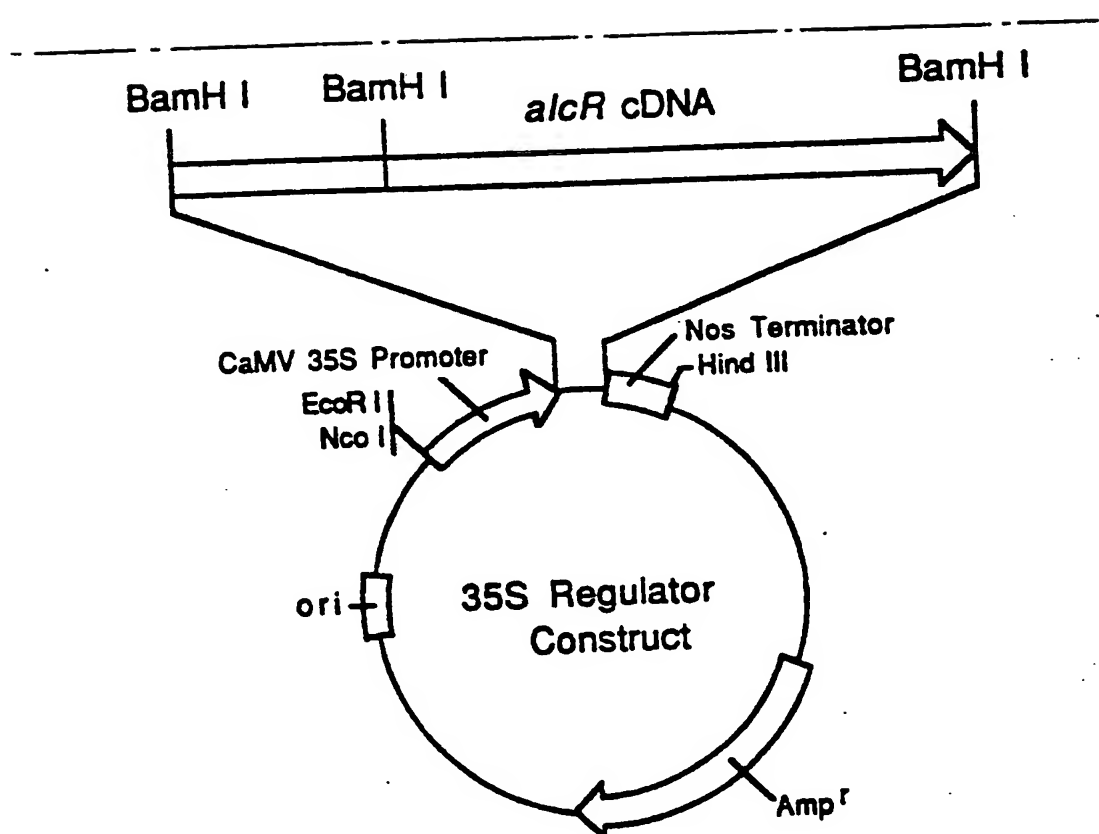 BamH I BamH I alcR cDNA BamH I
Nos Terminator
CaMV 35S Promoter
Hind III
EcoR I
Nco I
ori
35S Regulator
Construct
Amp r